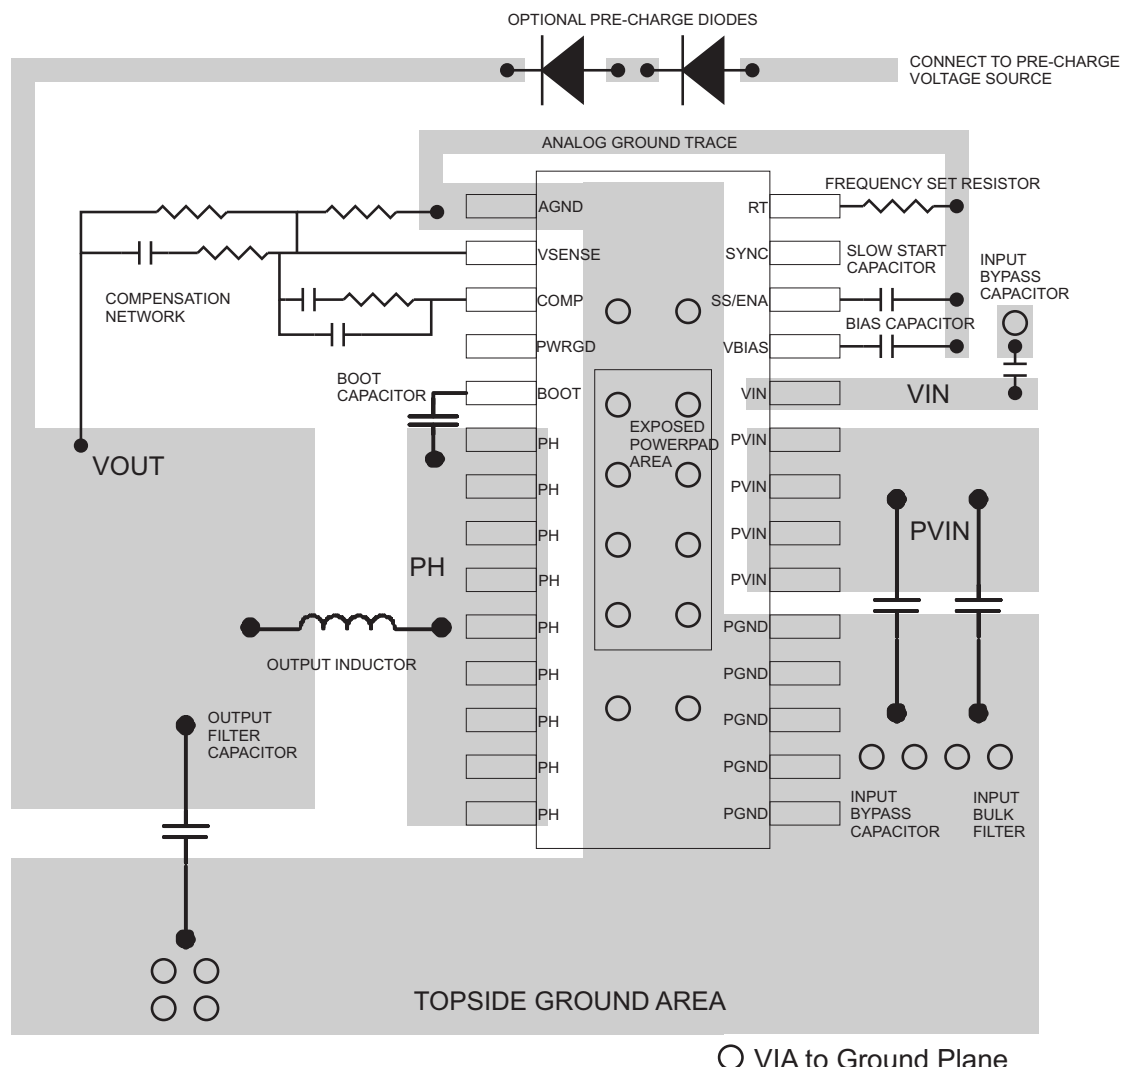 OPTIONAL PRE-CHARGE DIODES
CONNECT TO PRE-CHARGE
VOLTAGE SOURCE
ANALOG GROUND TRACE
FREQUENCY SET RESISTOR
AGND
RT
VSENSE
SYNC
SLOW START
CAPACITOR
INPUT
BYPASS
CAPACITOR
COMPENSATION
NETWORK
COMP
SS/ENA
BIAS CAPACITOR
PWRGD
VBIAS
BOOT
CAPACITOR
BOOT
VIN
VIN
EXPOSED
POWERPAD
AREA
PH
PVIN
VOUT
PH
PVIN
PH
PVIN
PVIN
PH
PH
PVIN
PH
PGND
OUTPUT INDUCTOR
PH
PGND
OUTPUT
FILTER
CAPACITOR
PH
PGND
PH
PGND
PH
PGND
INPUT
BYPASS
CAPACITOR
INPUT
BULK
FILTER
TOPSIDE GROUND AREA
VIA to Ground Plane